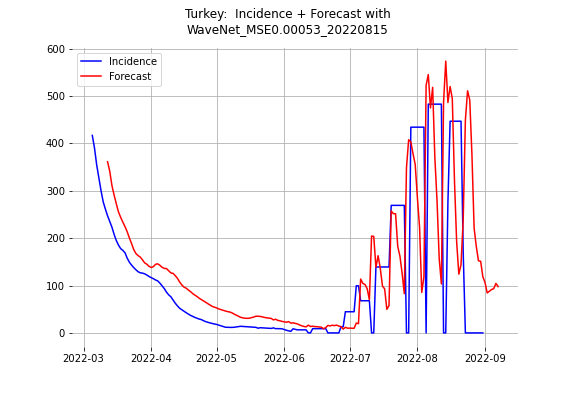 Turkey:  Incidence + Forecast with
WaveNet_MSE0.00053_20220815
Incidence
Forecast
600
500
400
300
200
100
0
2022-03 2022-04 2022-05 2022-06 2022-07 2022-08 2022-09